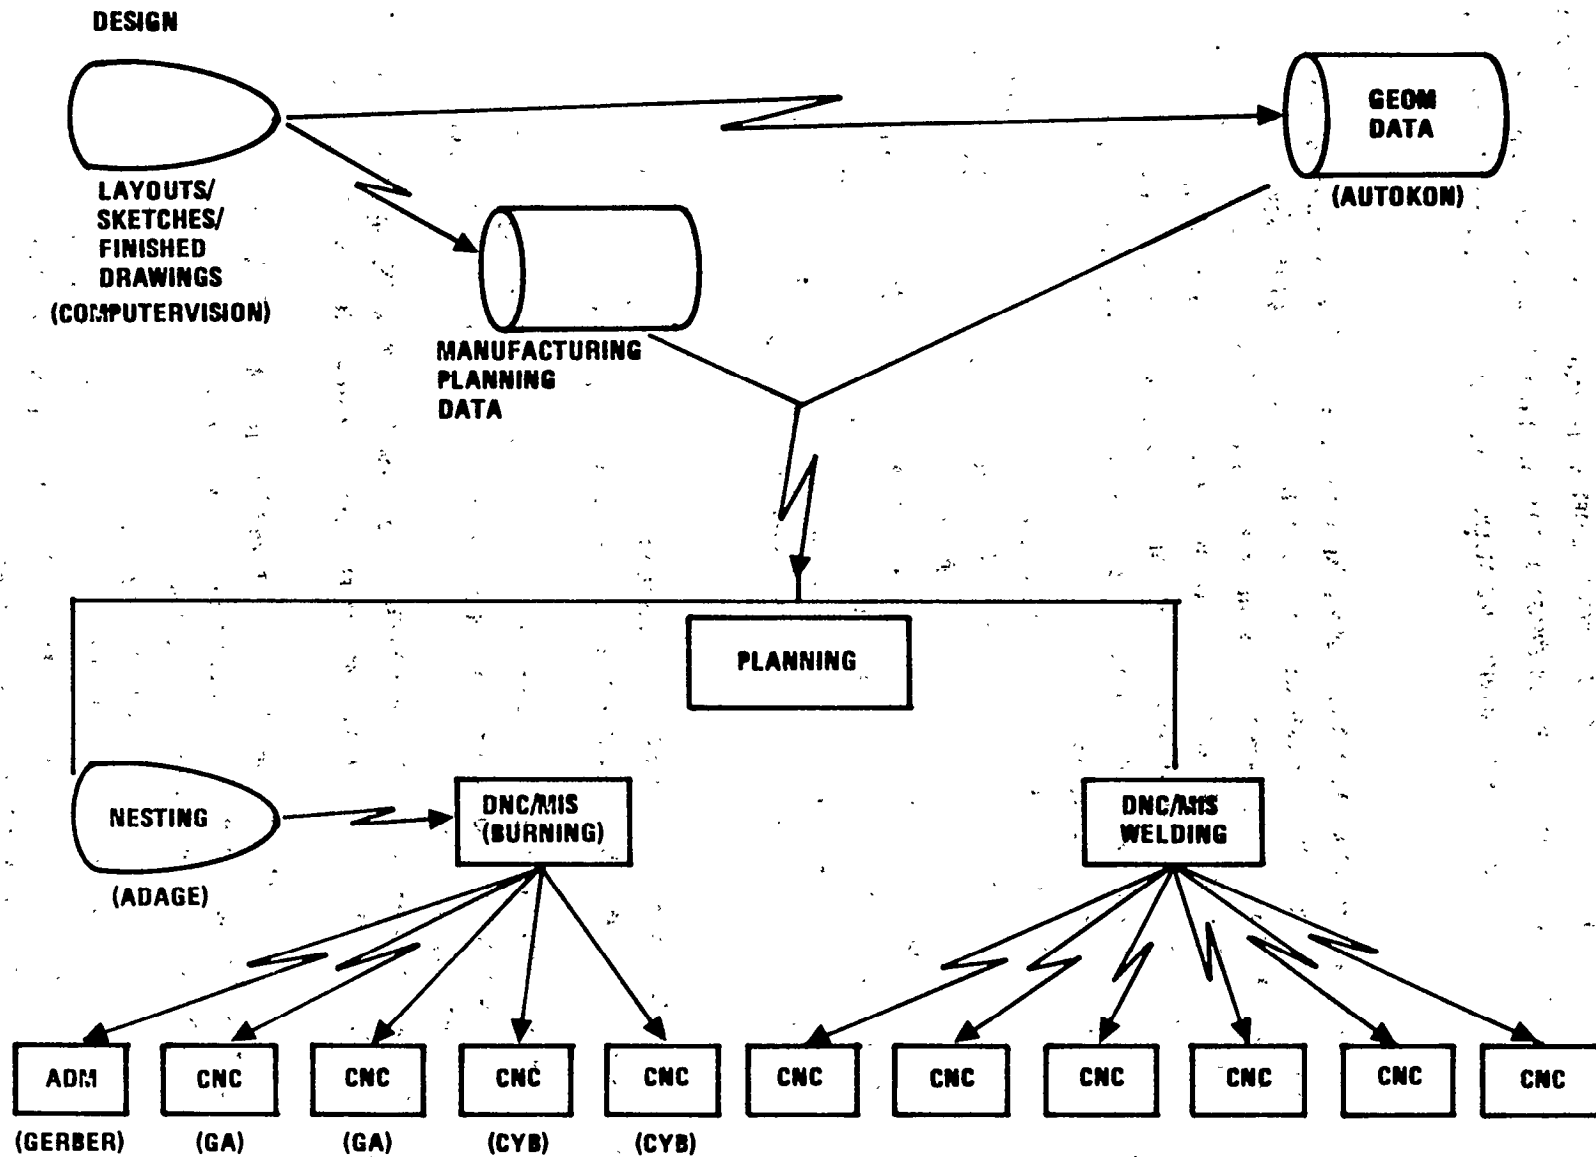 DESIGN
GEOM
DATA
(AUTOKON)
LAYOUTS/
SKETCHES/
FINISHED
DRAWINGS
(COMPUTERVISION)
MANUFACTURING
PLANNING
DATA
PLANNING
NESTING
(ADAGE)
DNC/MIS
(BURNING)
DNC/MIS
WELDING
ADM
CNC
CNC
CNC
CNC
CNC
CNC
CNC
CNC
CNC
CNC
(GERBER)
(GA)
(GA)
(CYB)
(CYB)